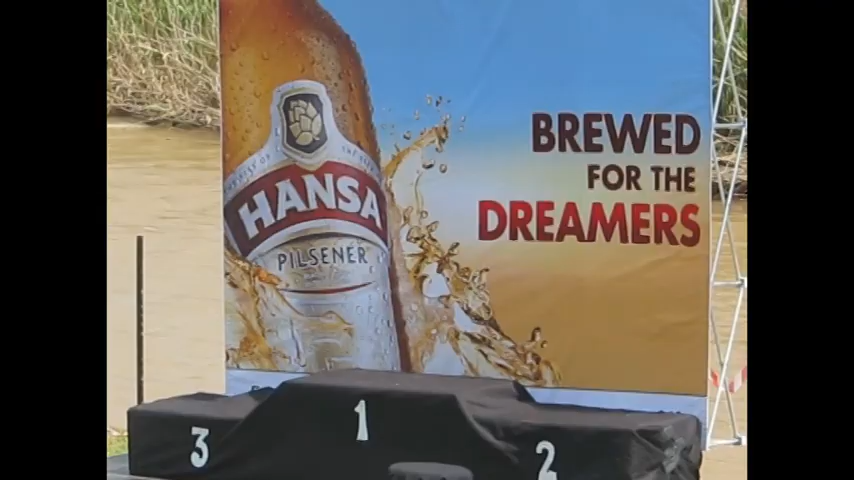 BREWED
FOR THE
DREAMERS
HANSA
PILSENER
1
3
2